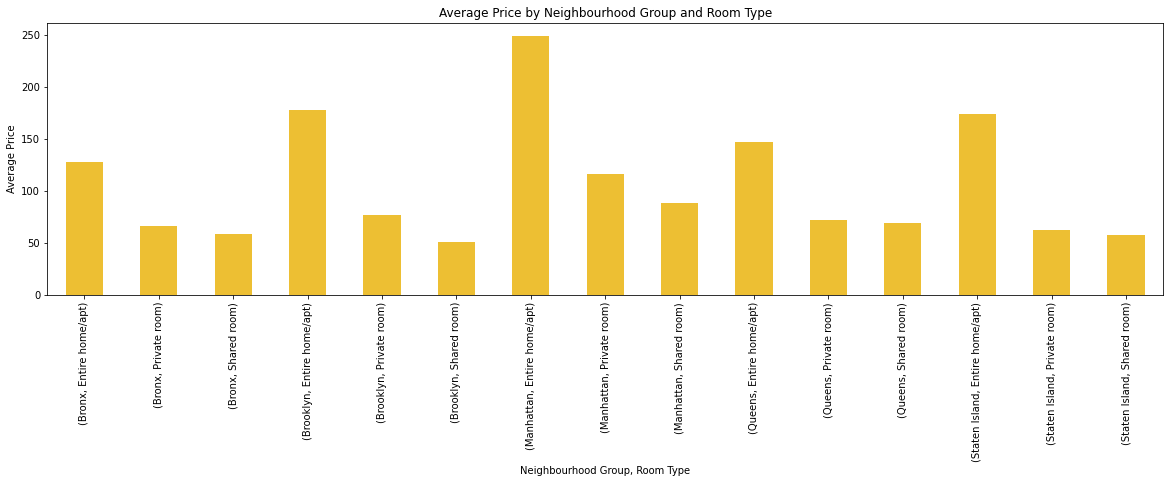 Average Price by Neighbourhood Group and Room Type
250
200
150
100
50
0
Average Price
(Bronx, Entire home/apt)
(Bronx, Private room)
(Bronx, Shared room)
(Brooklyn, Entire home/apt)
(Brooklyn, Private room)
(Brooklyn, Shared room)
(Manhattan, Entire home/apt)
(Manhattan, Private room)
(Manhattan, Shared room)
(Queens, Entire home/apt)
(Queens, Private room)
(Queens, Shared room)
(Staten Island, Entire home/apt)
(Staten Island, Private room)
(Staten Island, Shared room)
Neighbourhood Group, Room Type